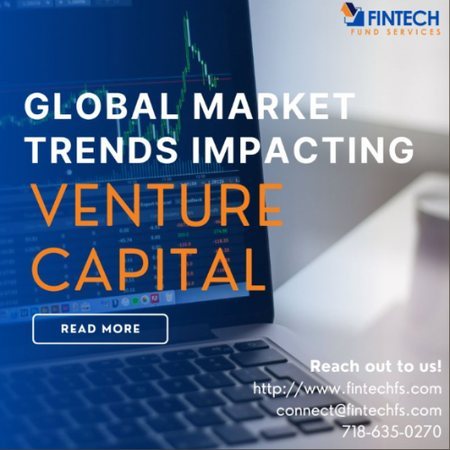 FINTECH
FUND SERVICES
GLOBAL MARKET
TRENDS IMPACTING
VENTURE
CAPITAL
READ MORE
Reach out to us!
http://www.fintechfs.com
connect@fintechfs.com
718-635-0270